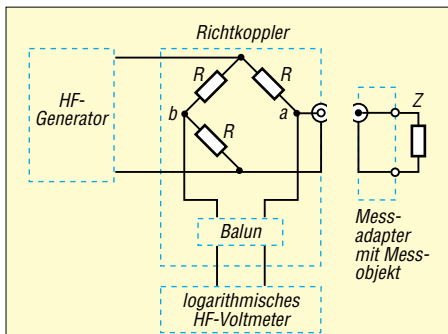 Richtkoppler
HF-
Generator
R
R
b
a
R
Z
Balun
Mess-
adapter
mit Mess-
objekt
logarithmisches
HF-Voltmeter